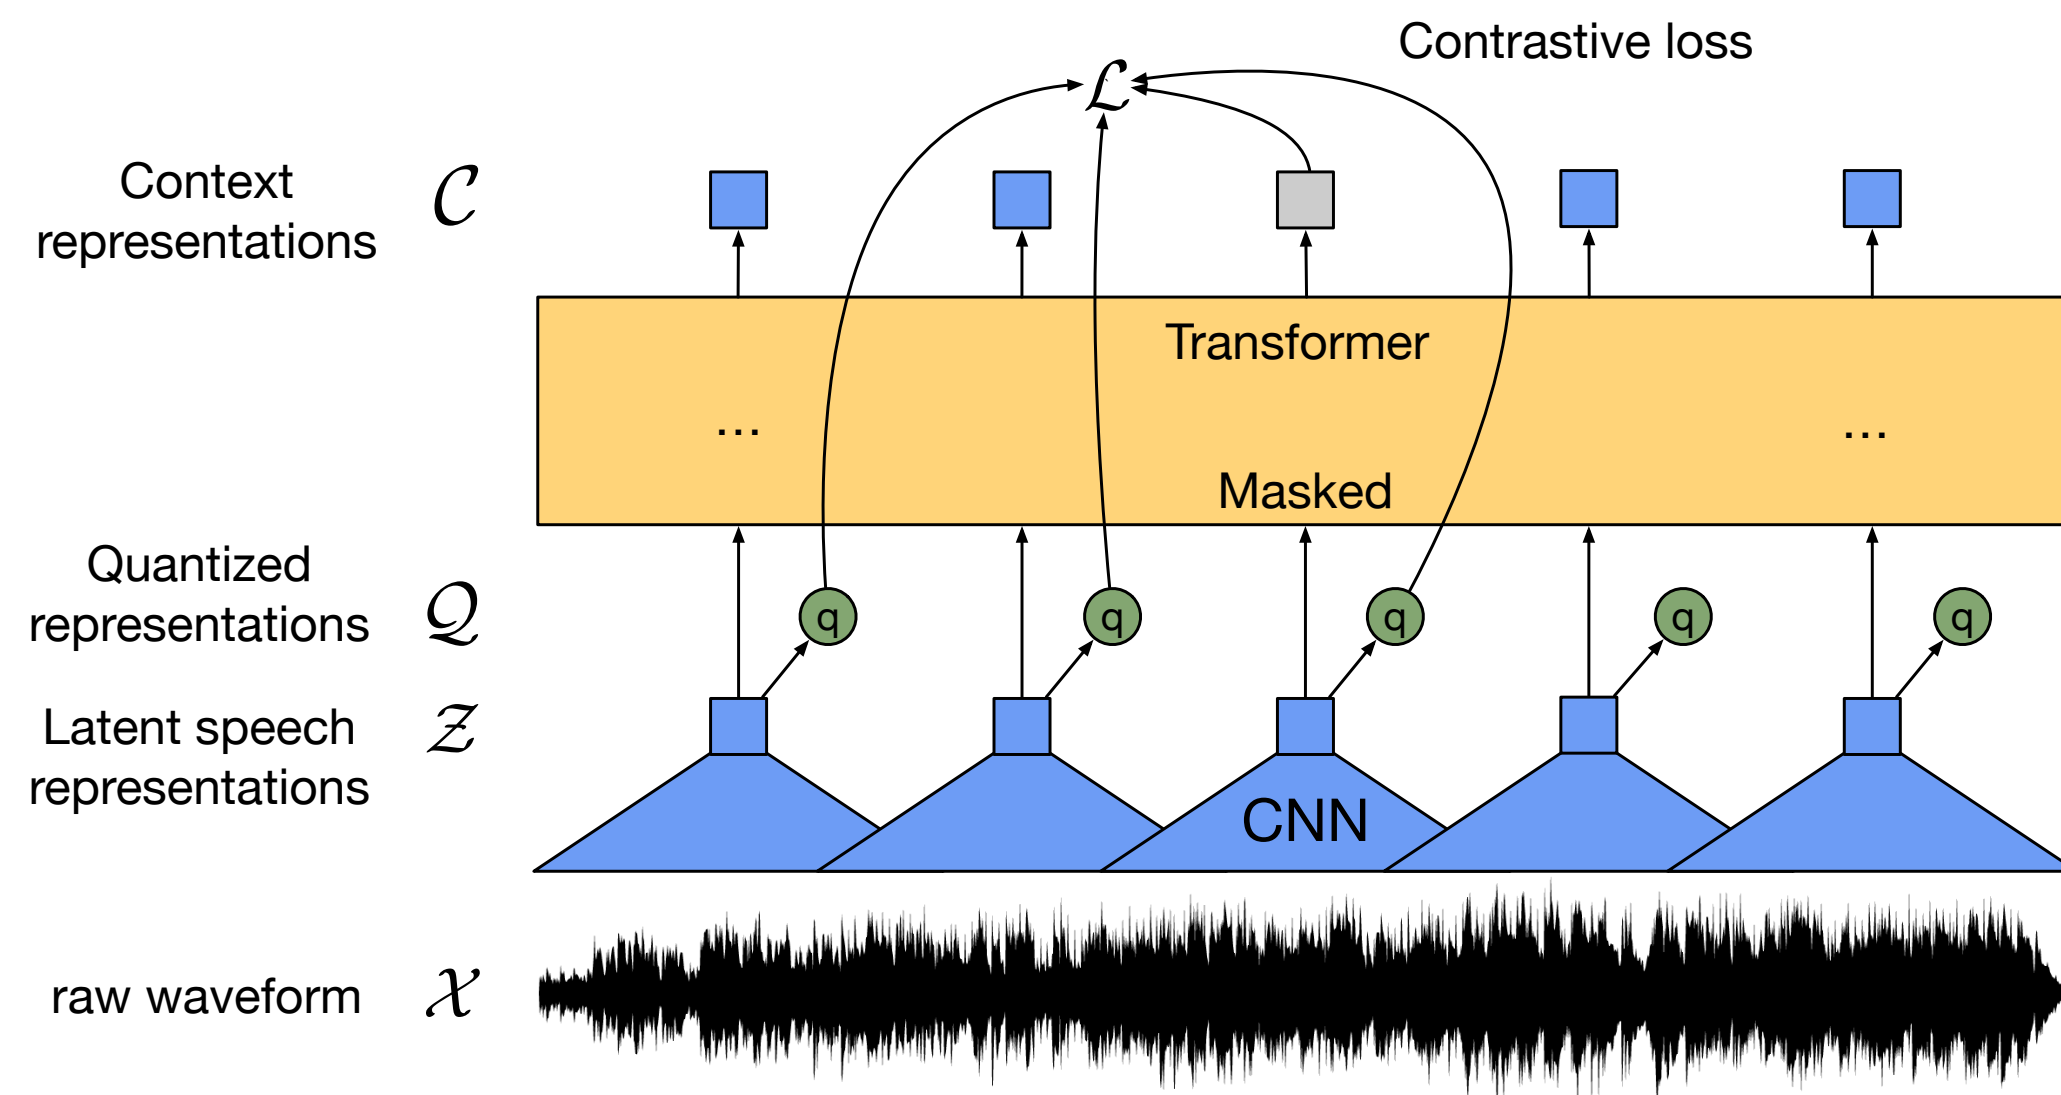 Contrastive loss
ℒ
Context
representations
𝒞
Transformer
... ...
Masked
Quantized
representations
𝒬
q q q q q
Latent speech
representations
𝒵
CNN
raw waveform
𝒳